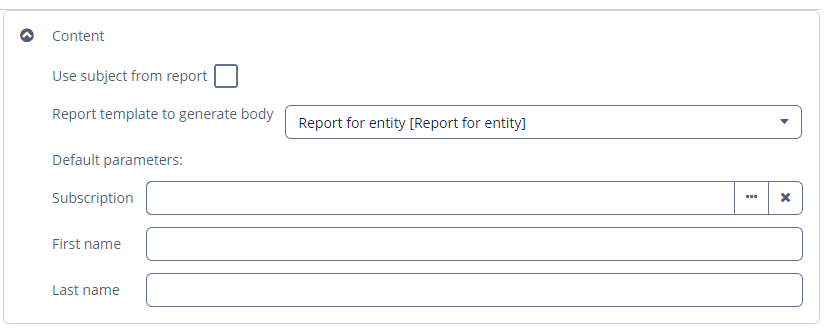 Content
Use subject from report
Report template to generate body
Report for entity [Report for entity]
Default parameters:
Subscription
First name
Last name